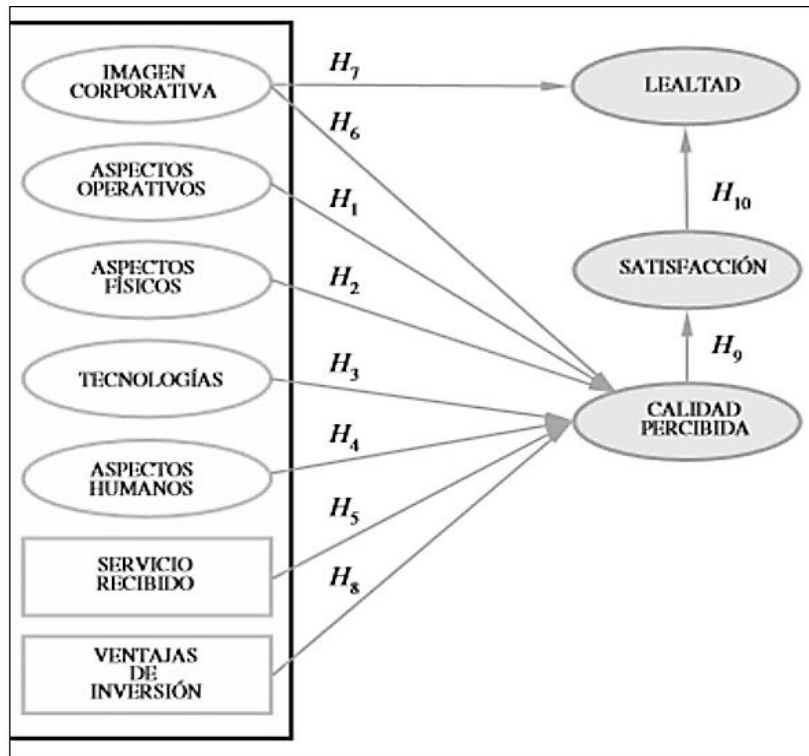 IMAGEN
CORPORATIVA
ASPECTOS
OPERATIVOS
ASPECTOS
FÍSICOS
TECNOLOGÍAS
ASPECTOS
HUMANOS
SERVICIO
RECIBIDO
VENTAJAS
DE
INVERSIÓN
H7
H6
H1
H2
H3
H4
H5
H8
LEALTAD
H10
SATISFACCIÓN
H9
CALIDAD
PERCIBIDA